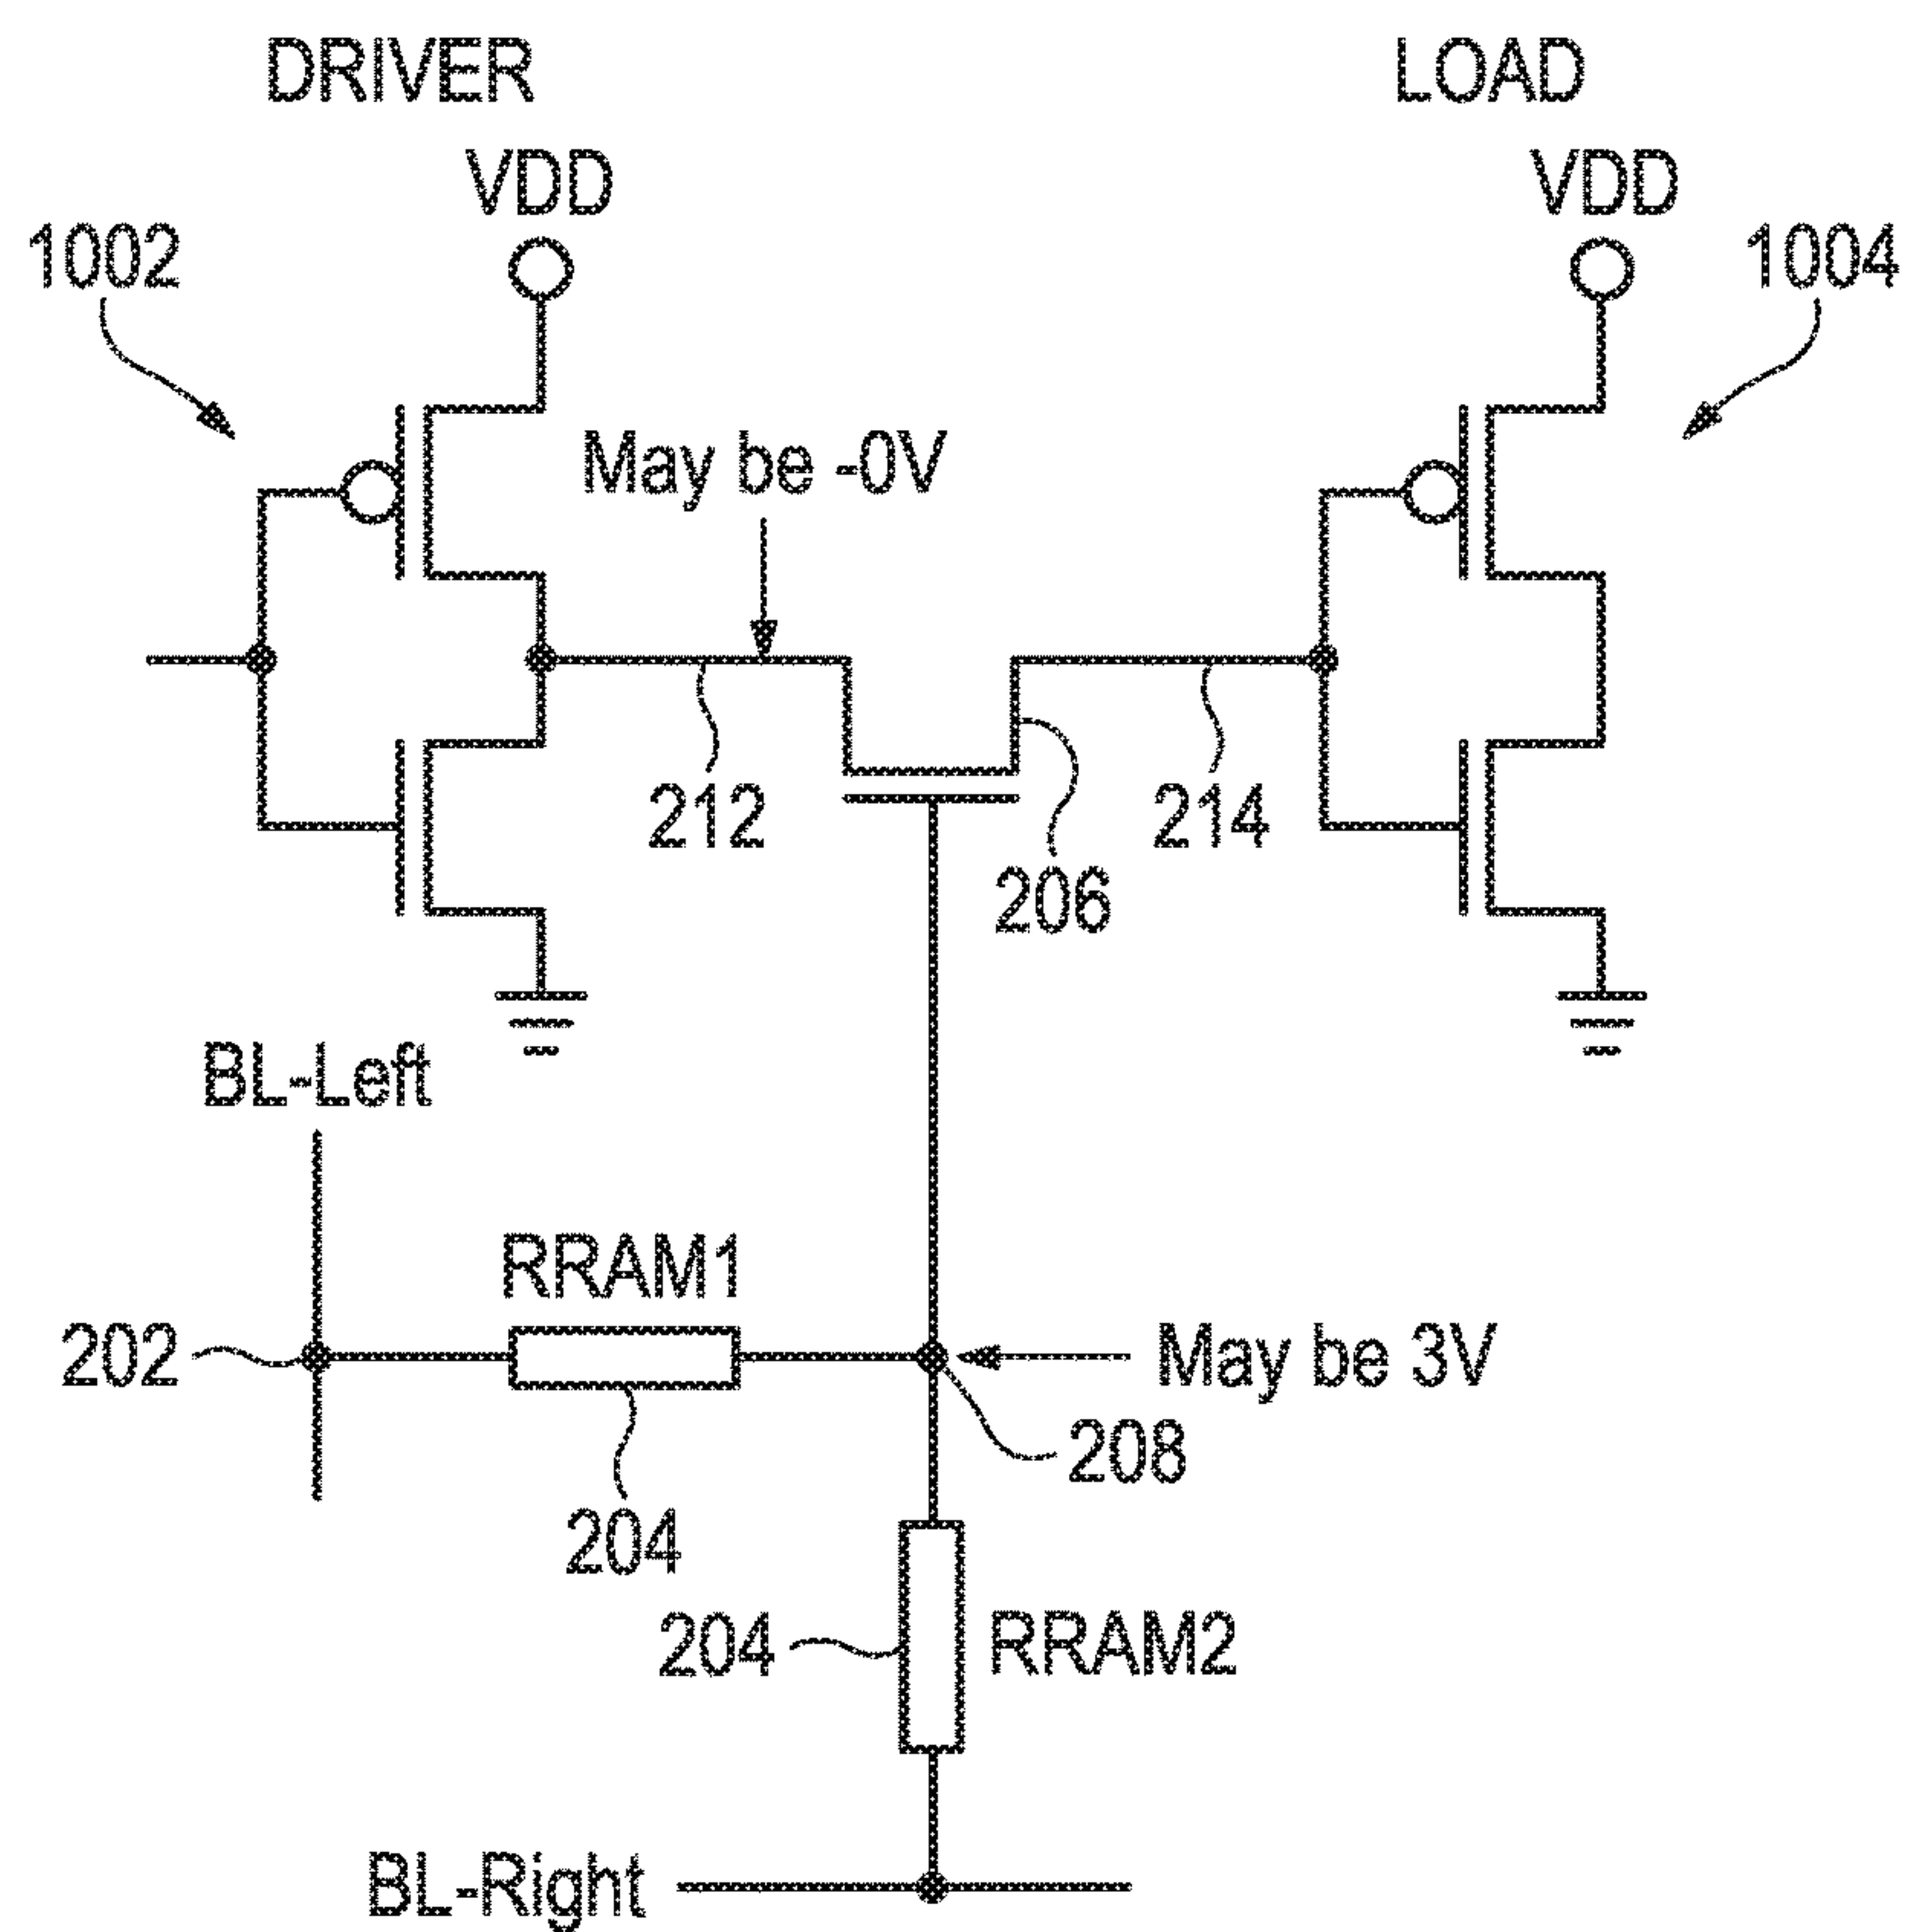 DRIVER
LOAD
VDD
VDD
1002
1004
May be -0V
212
214
206
BL-Left
RRAM1
202
May be 3V
208
204
204
RRAM2
BL-Right